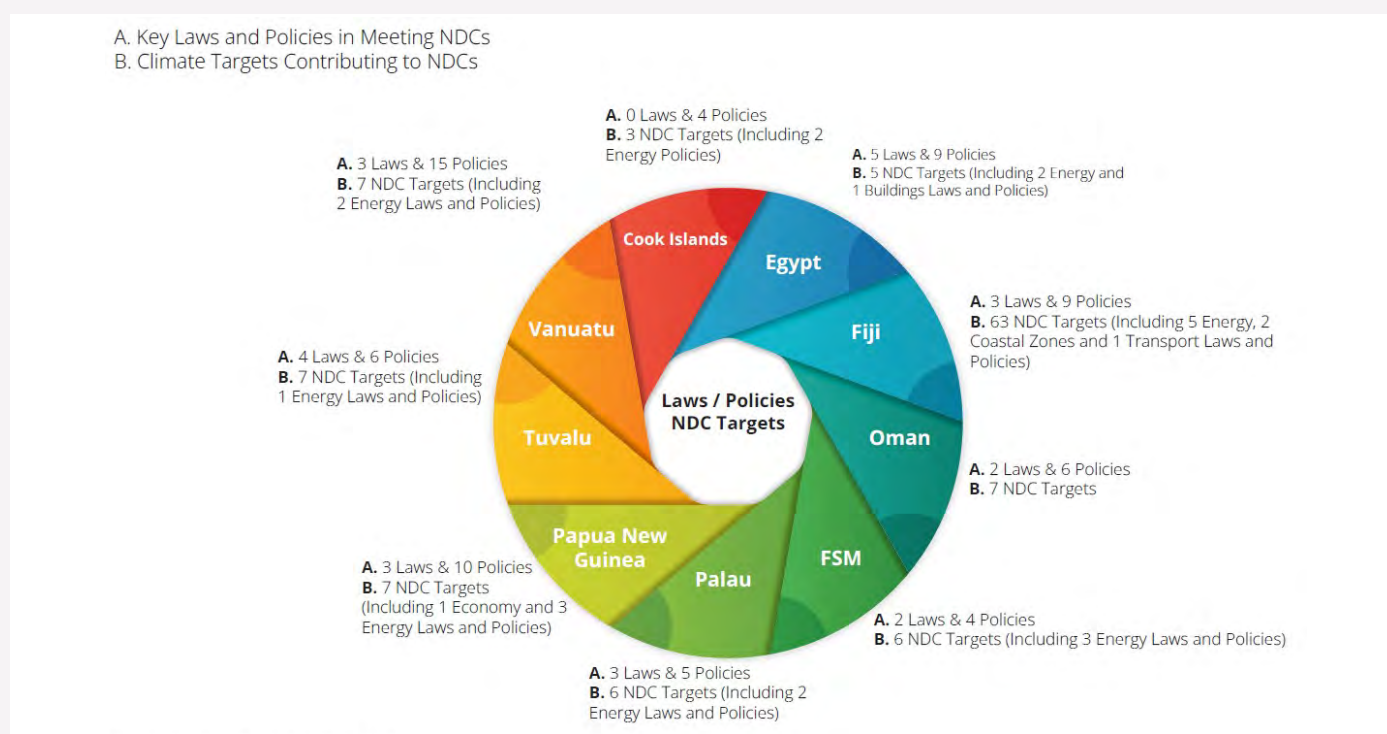 A. Key Laws and Policies in Meeting NDCs
B. Climate Targets Contributing to NDCs
A. 0 Laws & 4 Policies
B. 3 NDC Targets (Including 2
Energy Policies)
A. 5 Laws & 9 Policies
B. 5 NDC Targets (Including 2 Energy and
1 Buildings Laws and Policies)
A. 3 Laws & 15 Policies
B. 7 NDC Targets (Including
2 Energy Laws and Policies)
Cook Islands
Egypt
A. 3 Laws & 9 Policies
B. 63 NDC Targets (Including 5 Energy, 2
Coastal Zones and 1 Transport Laws and
Policies)
Vanuatu
Fiji
A. 4 Laws & 6 Policies
B. 7 NDC Targets (Including
1 Energy Laws and Policies)
Laws / Policies
NDC Targets
Tuvalu
Oman
A. 2 Laws & 6 Policies
B. 7 NDC Targets
Papua New
Guinea
Palau
FSM
A. 3 Laws & 10 Policies
B. 7 NDC Targets
(Including 1 Economy and 3
Energy Laws and Policies)
A. 2 Laws & 4 Policies
B. 6 NDC Targets (Including 3 Energy Laws and Policies)
A. 3 Laws & 5 Policies
B. 6 NDC Targets (Including 2
Energy Laws and Policies)